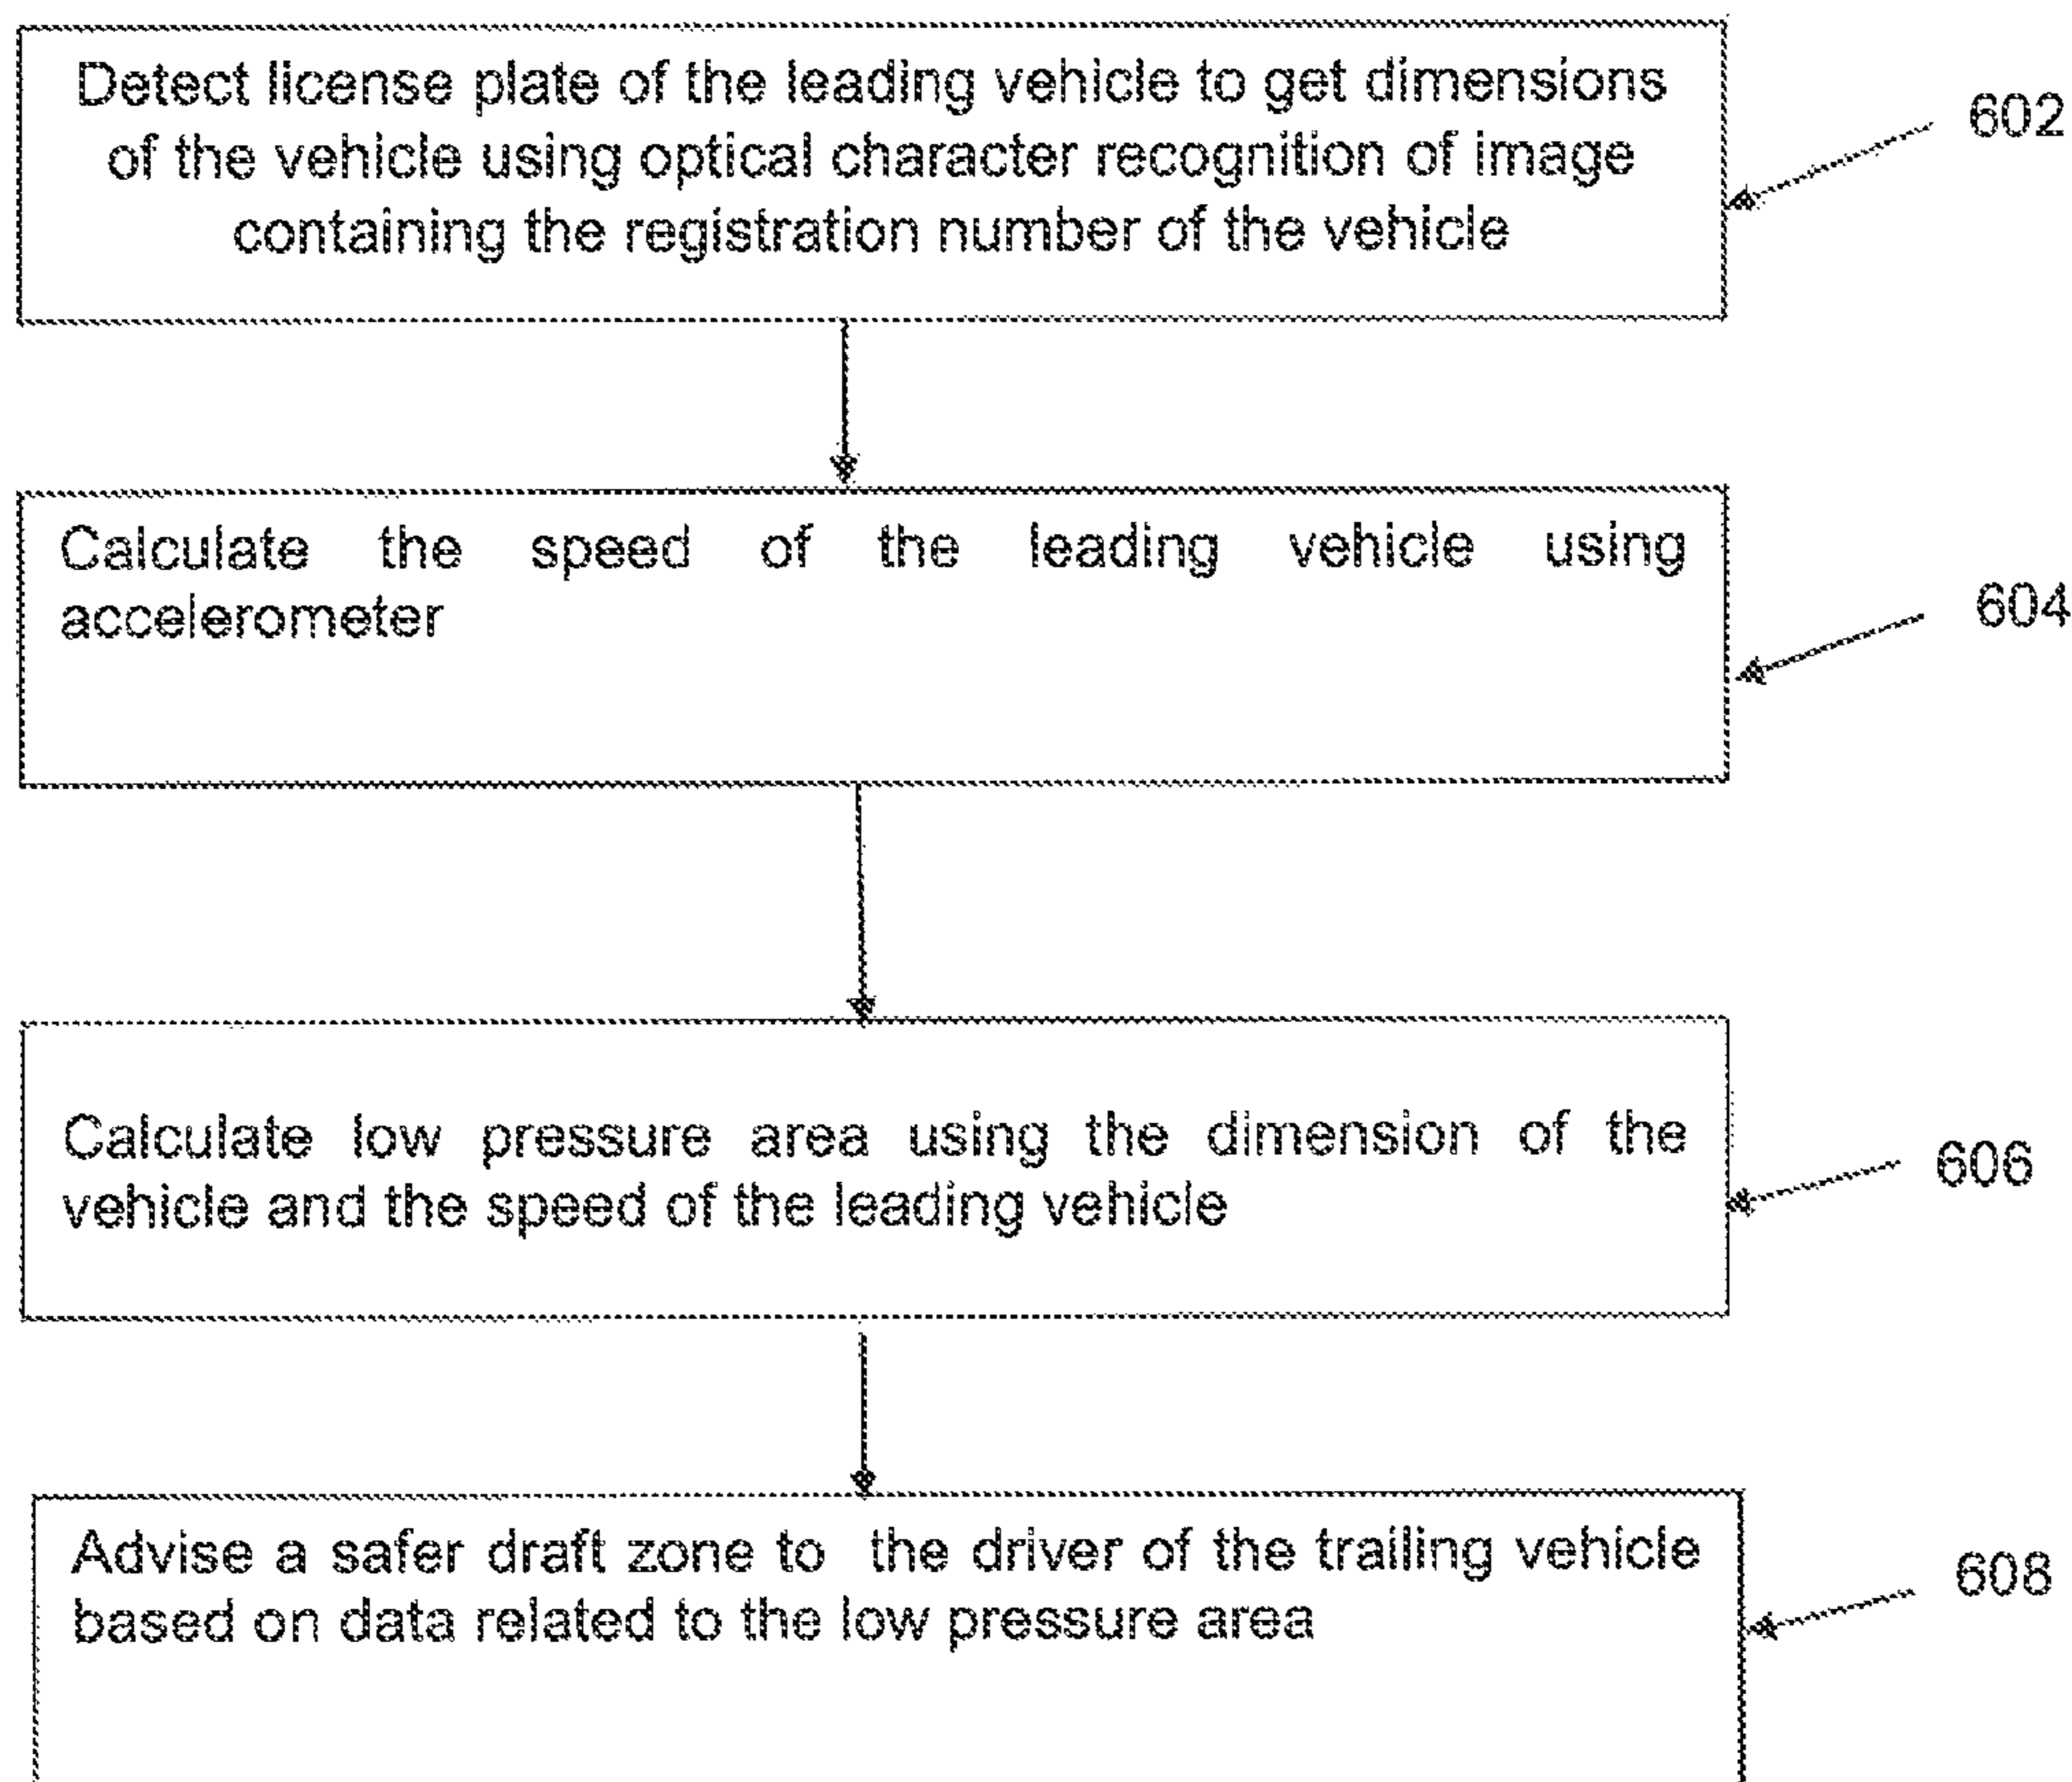 Detect license plate of the leading vehicle to get dimensions
of the vehicle using optical character recognition of image
containing the registration number of the vehicle
602
Calculate the speed of the leading vehicle using
accelerometer
604
Calculate low pressure area using the dimension of the
vehicle and the speed of the leading vehicle
606
Advise a safer draft zone to the driver of the trailing vehicle
based on data related to the low pressure area
608